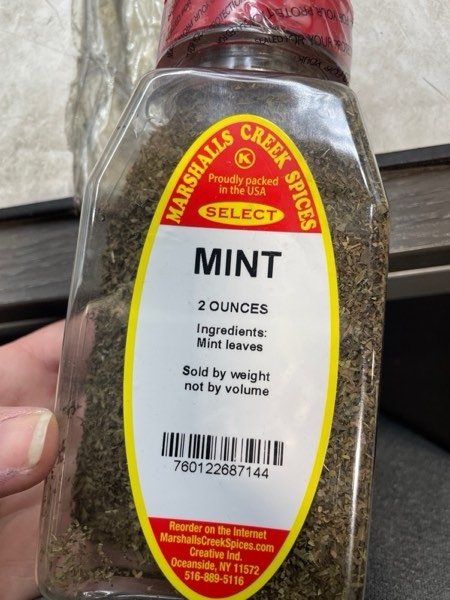 MARSHALLS CREEK SPICES
K
Proudly packed
in the USA
SELECT
MINT
2 OUNCES
Ingredients:
Mint leaves
Sold by weight
not by volume
760122687144
Reorder on the Internet
MarshallsCreekSpices.com
Creative Ind.
Oceanside, NY 11572
516-889-5116